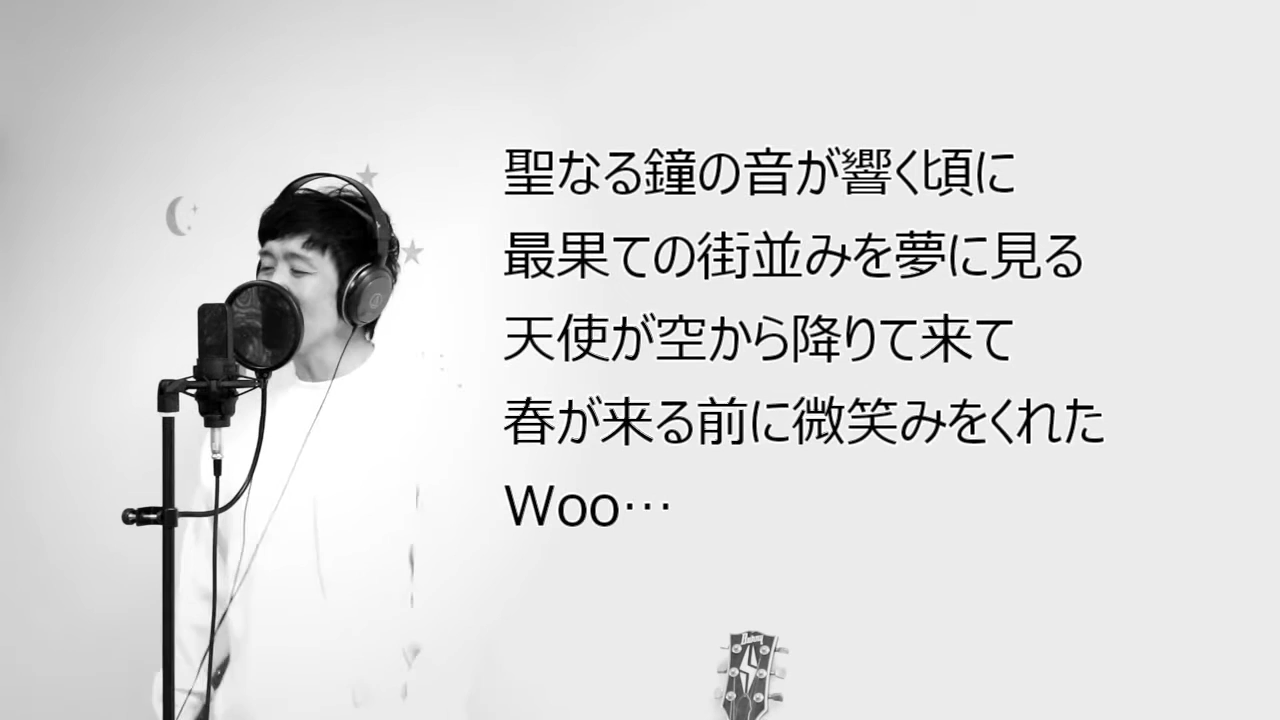 聖なる鐘の音が響く頃に
最果ての街並みを夢に見る
天使が空から降りて来て
春が来る前に微笑みをくれた
Woo…